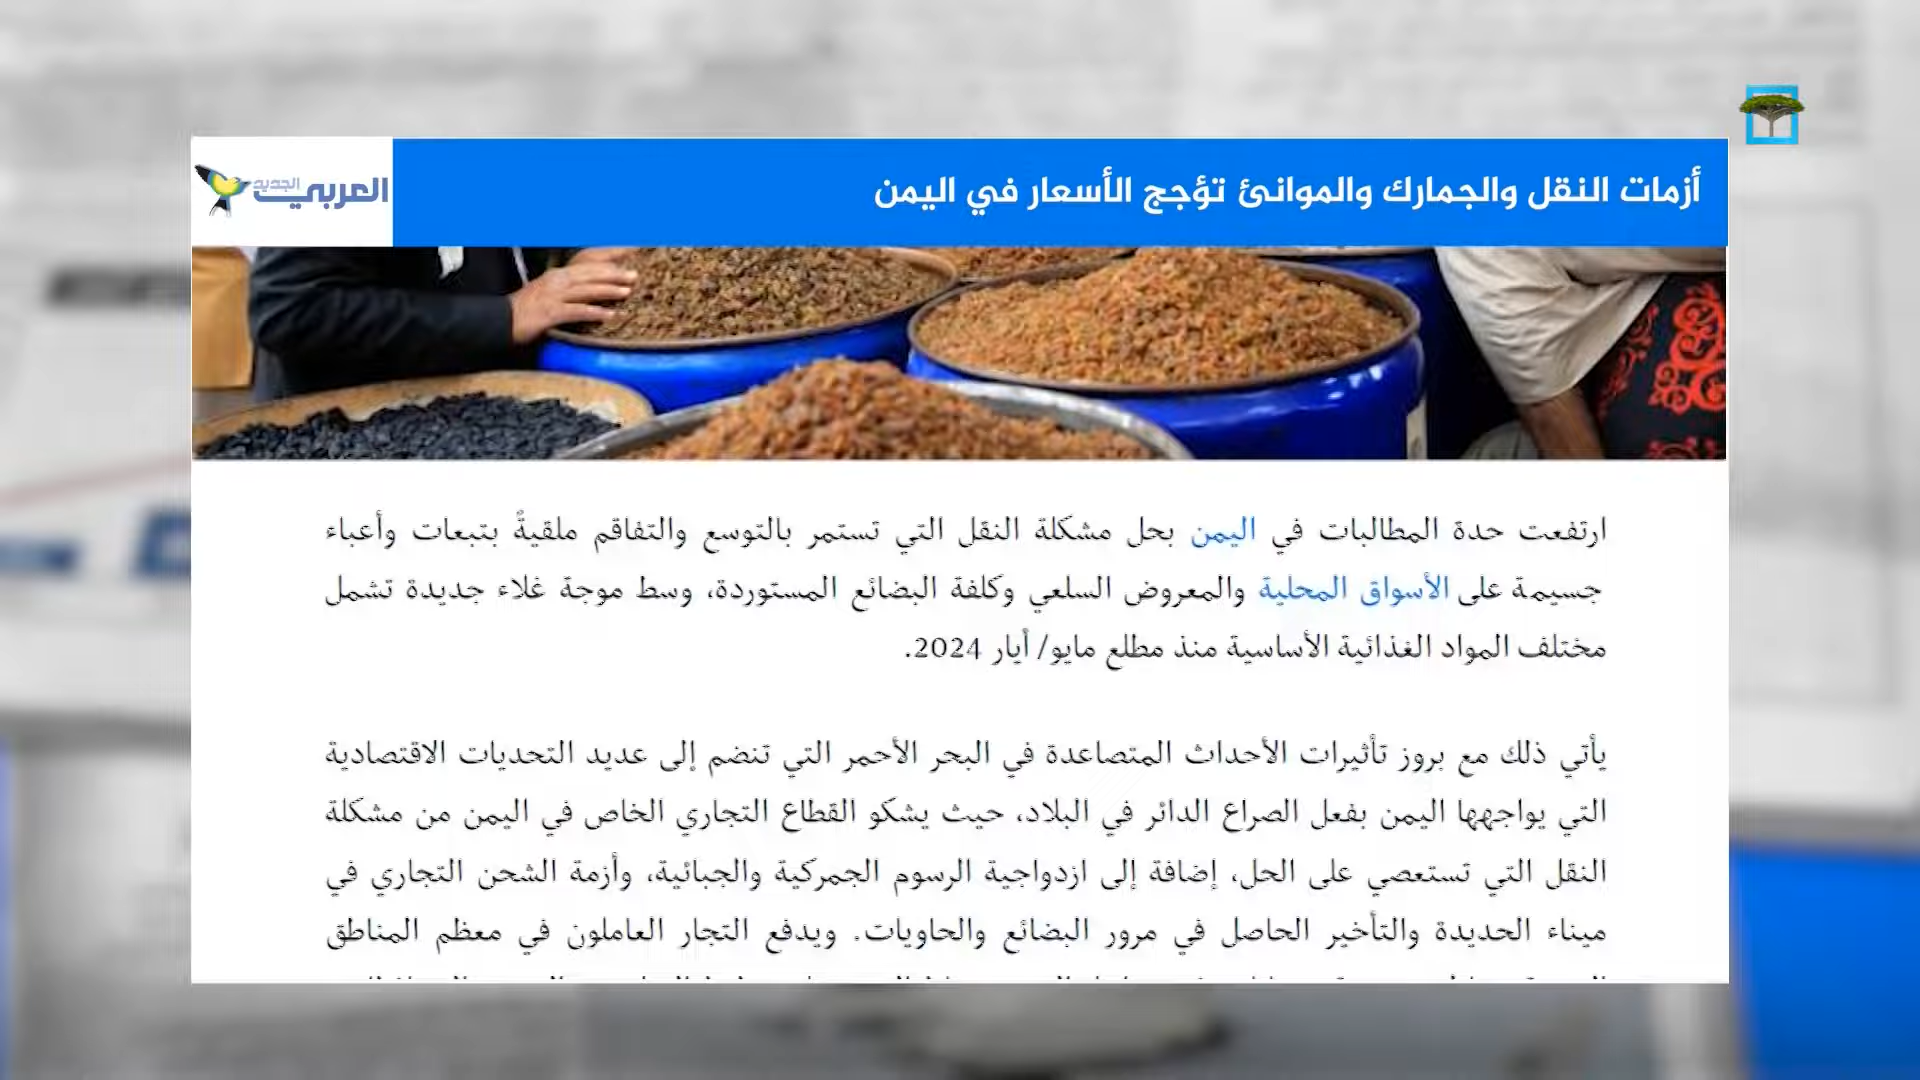 أزمات النقل والجمارك والموانئ تؤجج الأسعار في اليمن
العربي الجديد
ارتفعت حدة المطالبات في اليمن بحل مشكلة النقل التي تستمر بالتوسع والتفاقم ملقيةً بتبعات وأعباء
جسيمة على الأسواق المحلية والمعروض السلعي وكلفة البضائع المستوردة، وسط موجة غلاء جديدة تشمل
مختلف المواد الغذائية الأساسية منذ مطلع مايو/ أيار 2024.
يأتي ذلك مع بروز تأثيرات الأحداث المتصاعدة في البحر الأحمر التي تنضم إلى عديد التحديات الاقتصادية
التي يواجهها اليمن بفعل الصراع الدائر في البلاد، حيث يشكو القطاع التجاري الخاص في اليمن من مشكلة
النقل التي تستعصي على الحل، إضافة إلى ازدواجية الرسوم الجمركية والجبائية، وأزمة الشحن التجاري في
ميناء الحديدة والتأخير الحاصل في مرور البضائع والحاويات. ويدفع التجار العاملون في معظم المناطق